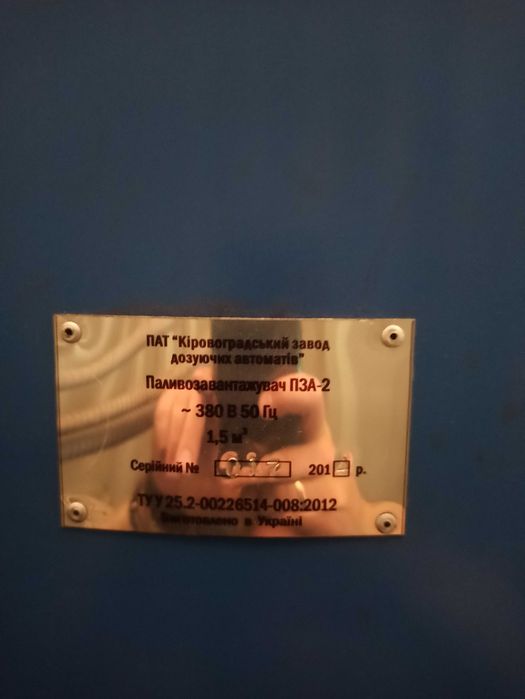 ПАТ "Кіровоградський завод
дозуючих автоматів"
Паливозавантажувач ПЗА-2
~ 380 В 50 Гц
1,5 м³
Серійний № 201 р.
ТУ У 25.2-00226514-008:2012
Виготовлено в Україні